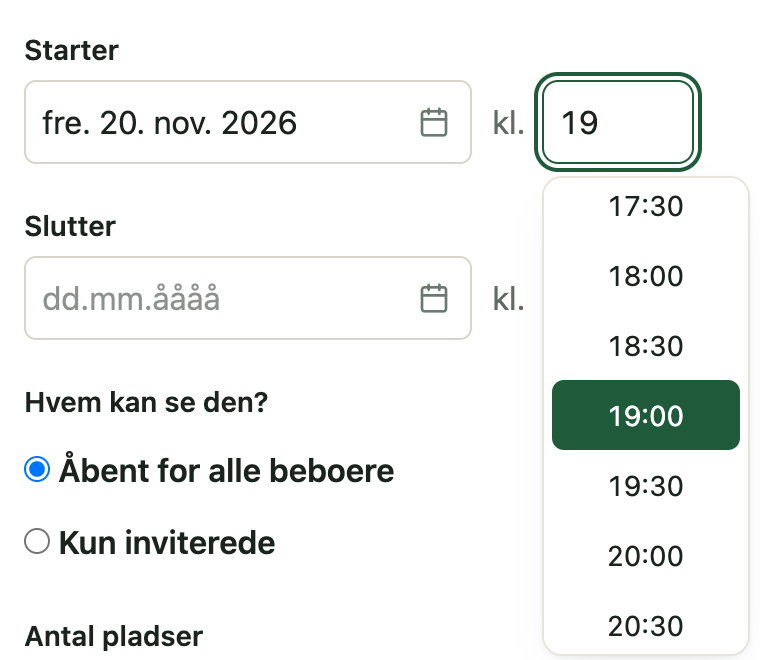 Starter
fre. 20. nov. 2026 kl. 19
17:30
18:00
18:30
19:00
19:30
20:00
20:30
Slutter
dd.mm.åååå kl.
Hvem kan se den?
Åbent for alle beboere
Kun inviterede
Antal pladser